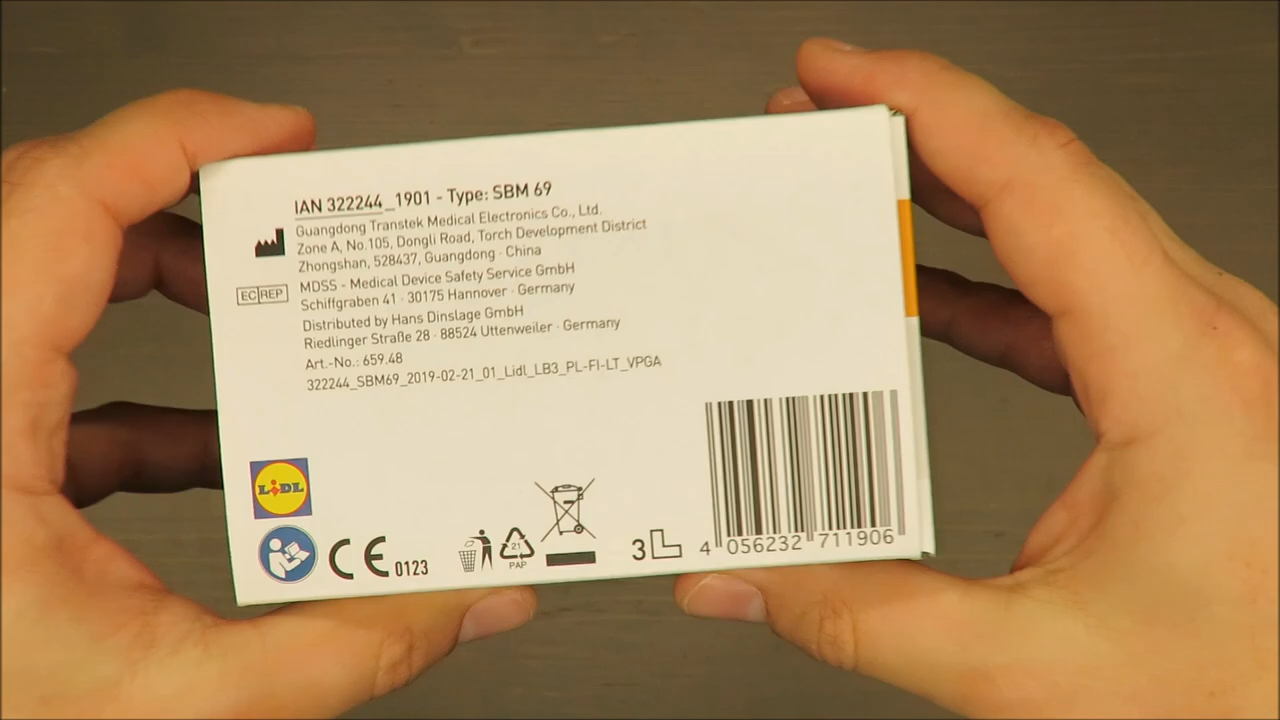 IAN 322244_1901 - Type: SBM 69
Guangdong Transtek Medical Electronics Co., Ltd.
Zone A, No.105, Dongli Road, Torch Development District
Zhongshan, 528437, Guangdong · China
EC REP
MDSS - Medical Device Safety Service GmbH
Schiffgraben 41 · 30175 Hannover · Germany
Distributed by Hans Dinslage GmbH
Riedlinger Straße 28 · 88524 Uttenweiler · Germany
Art.-No.: 659.48
322244_SBM69_2019-02-21_01_Lidl_LB3_PL-FI-LT_VPGA
LIDL
CE 0123
21
PAP
3L
4 056232 711906